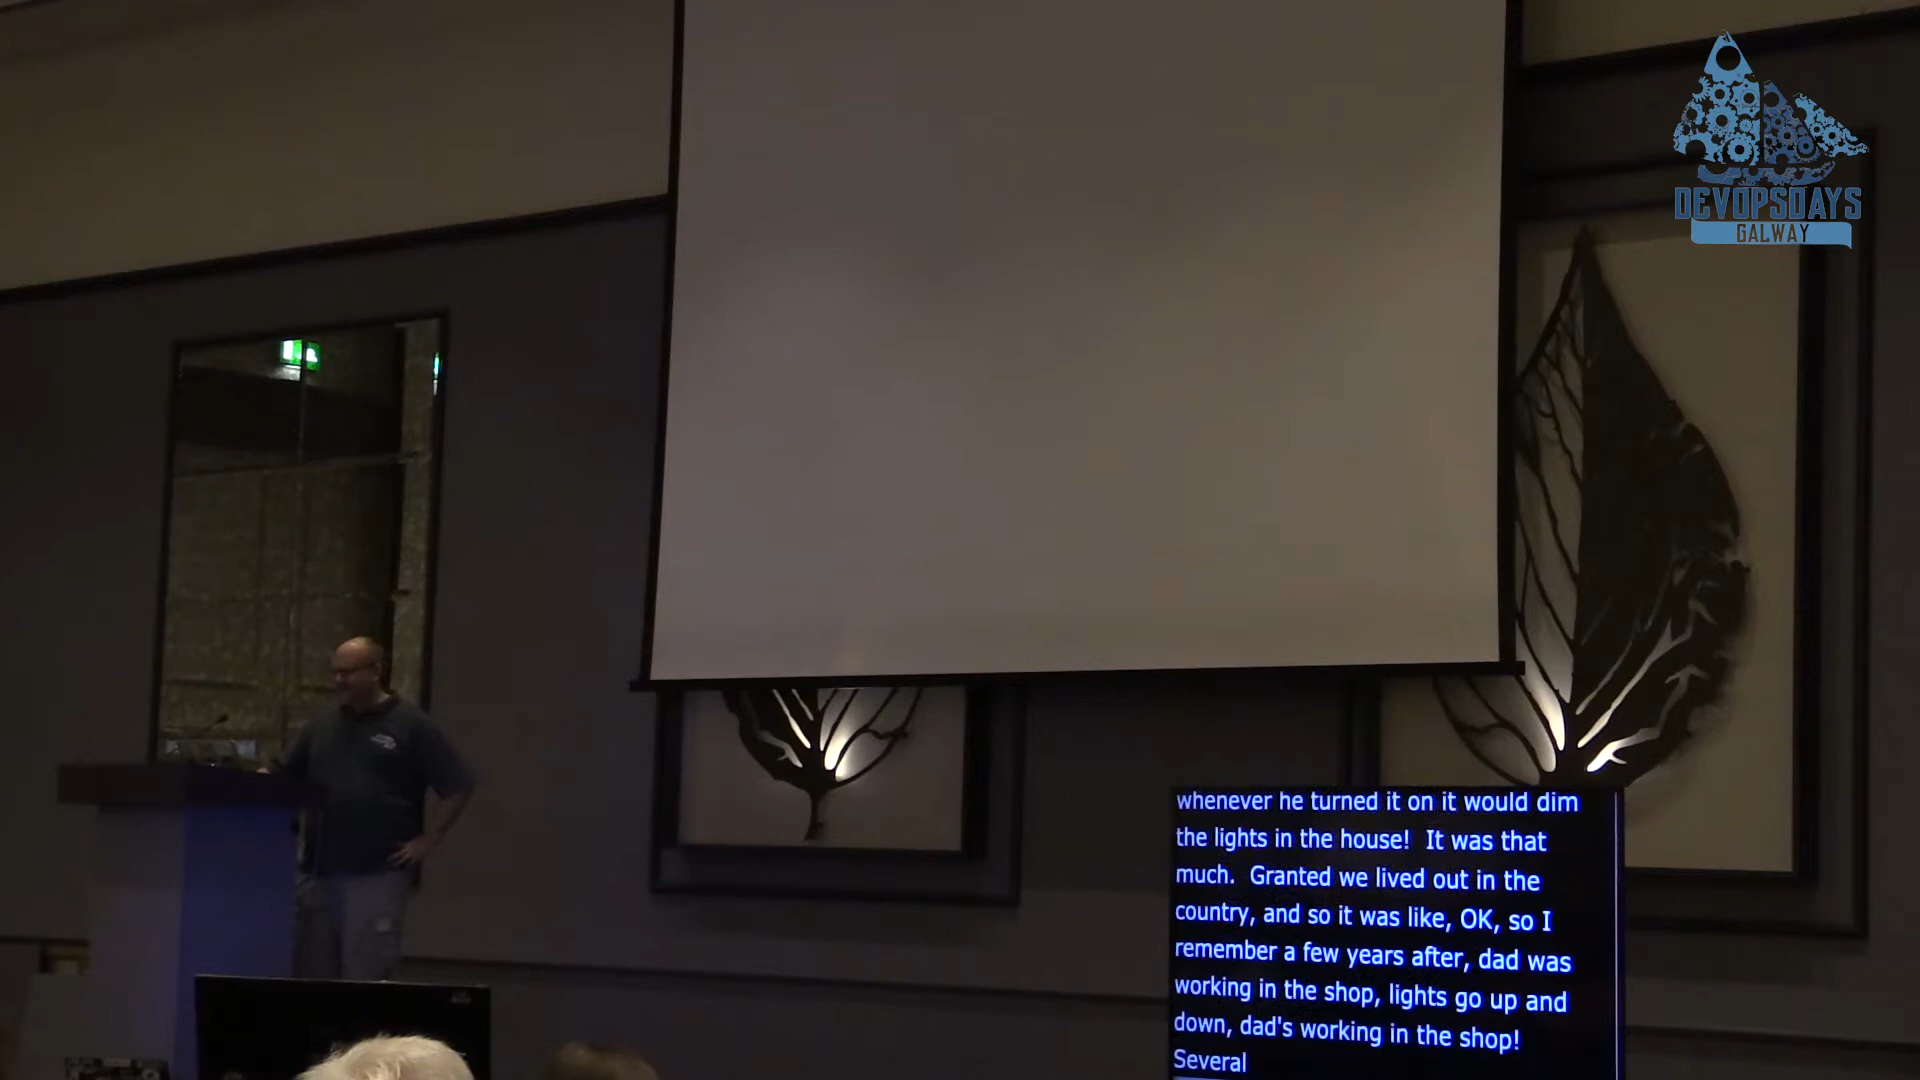 DEVOPSDAYS
GALWAY
whenever he turned it on it would dim
the lights in the house!  It was that
much.  Granted we lived out in the
country, and so it was like, OK, so I
remember a few years after, dad was
working in the shop, lights go up and
down, dad's working in the shop!
Several